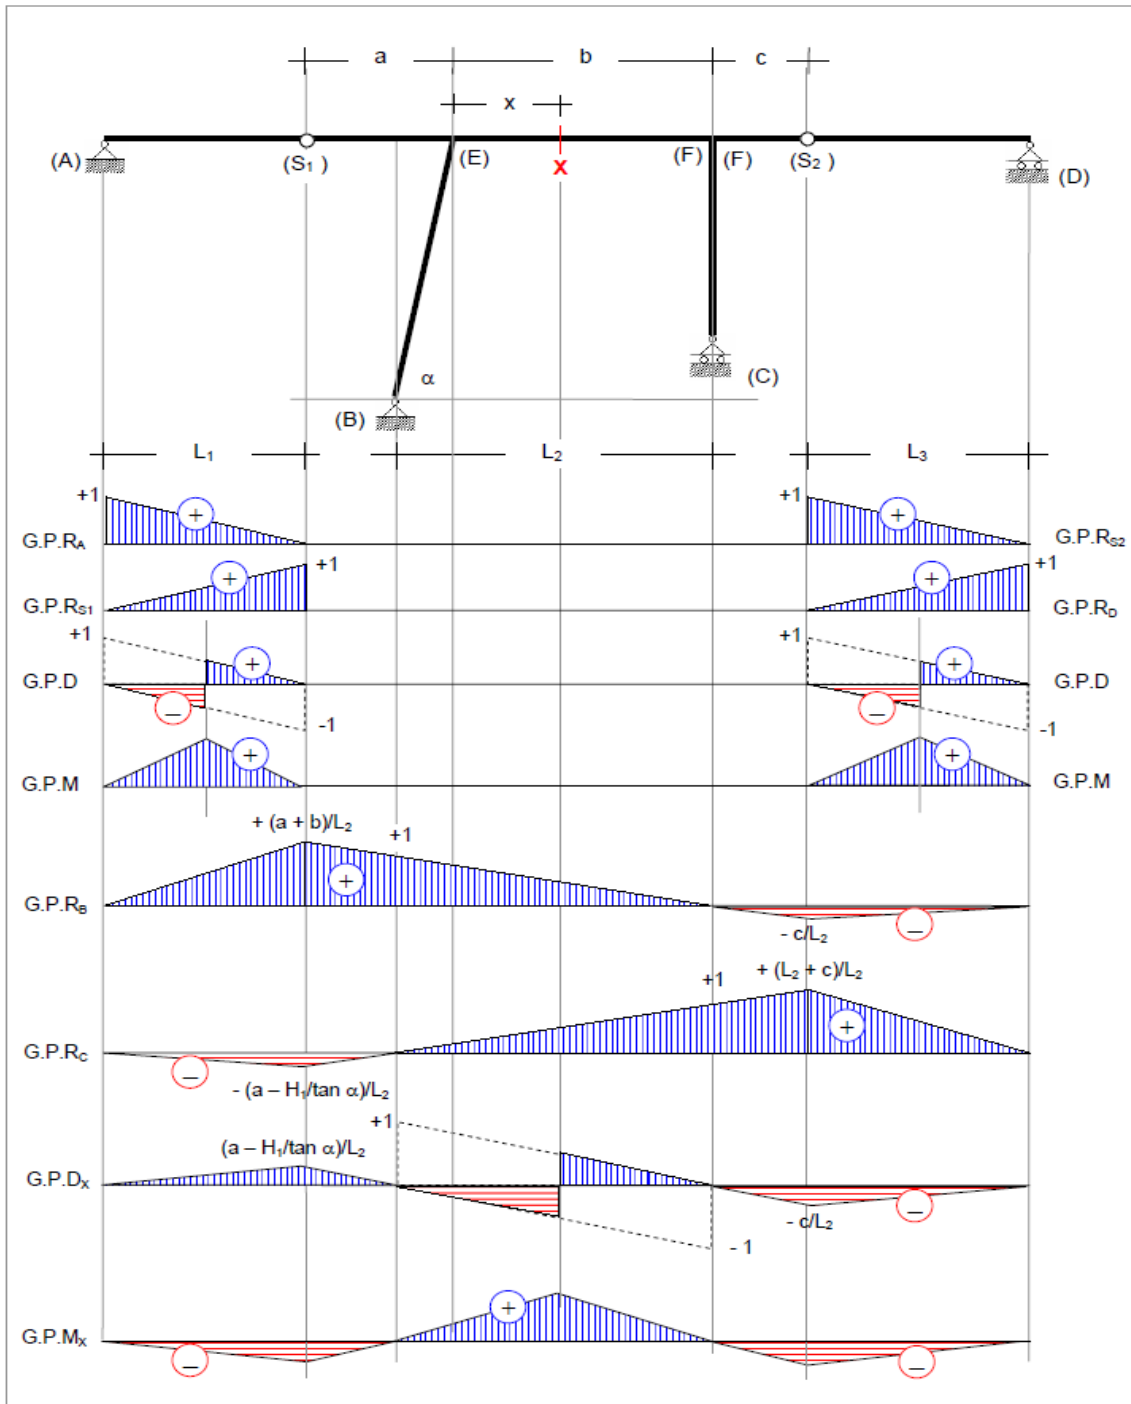 a b c
x
(A) (S₁ ) (E) X (F) (F) (S₂ ) (D)
α
(B) (C)
L₁ L₂ L₃
+1 + +1 +
G.P.R_A G.P.R_S2
+ +1 + +1
G.P.R_S1 G.P.R_D
+1 + +1 +
G.P.D G.P.D
− -1 − -1
+ +
G.P.M G.P.M
+ (a + b)/L₂ +1
+
G.P.R_B
- c/L₂ −
+1 + (L₂ + c)/L₂
+
G.P.R_C
− - (a – H₁/tan α)/L₂
+1
(a – H₁/tan α)/L₂
G.P.D_X
- c/L₂ −
- 1
+
G.P.M_X
− −